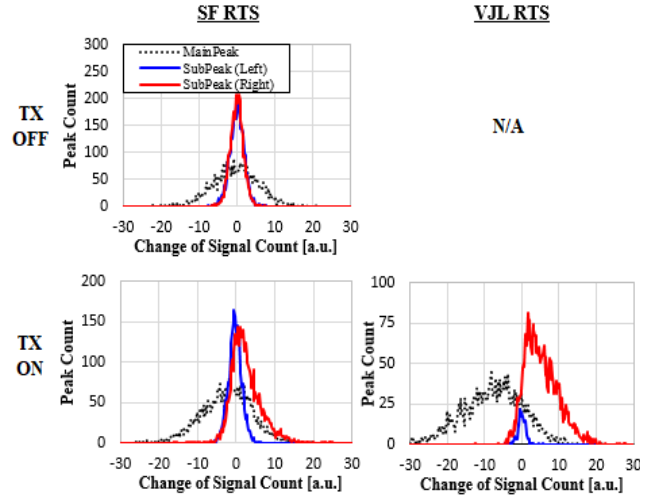 SF RTS
VJL RTS
TX
OFF
Peak Count
300
250
200
150
100
50
0
MainPeak
SubPeak (Left)
SubPeak (Right)
-30 -20 -10 0 10 20 30
Change of Signal Count [a.u.]
N/A
TX
ON
Peak Count
200
150
100
50
0
-30 -20 -10 0 10 20 30
Change of Signal Count [a.u.]
Peak Count
100
75
50
25
0
-30 -20 -10 0 10 20 30
Change of Signal Count [a.u.]